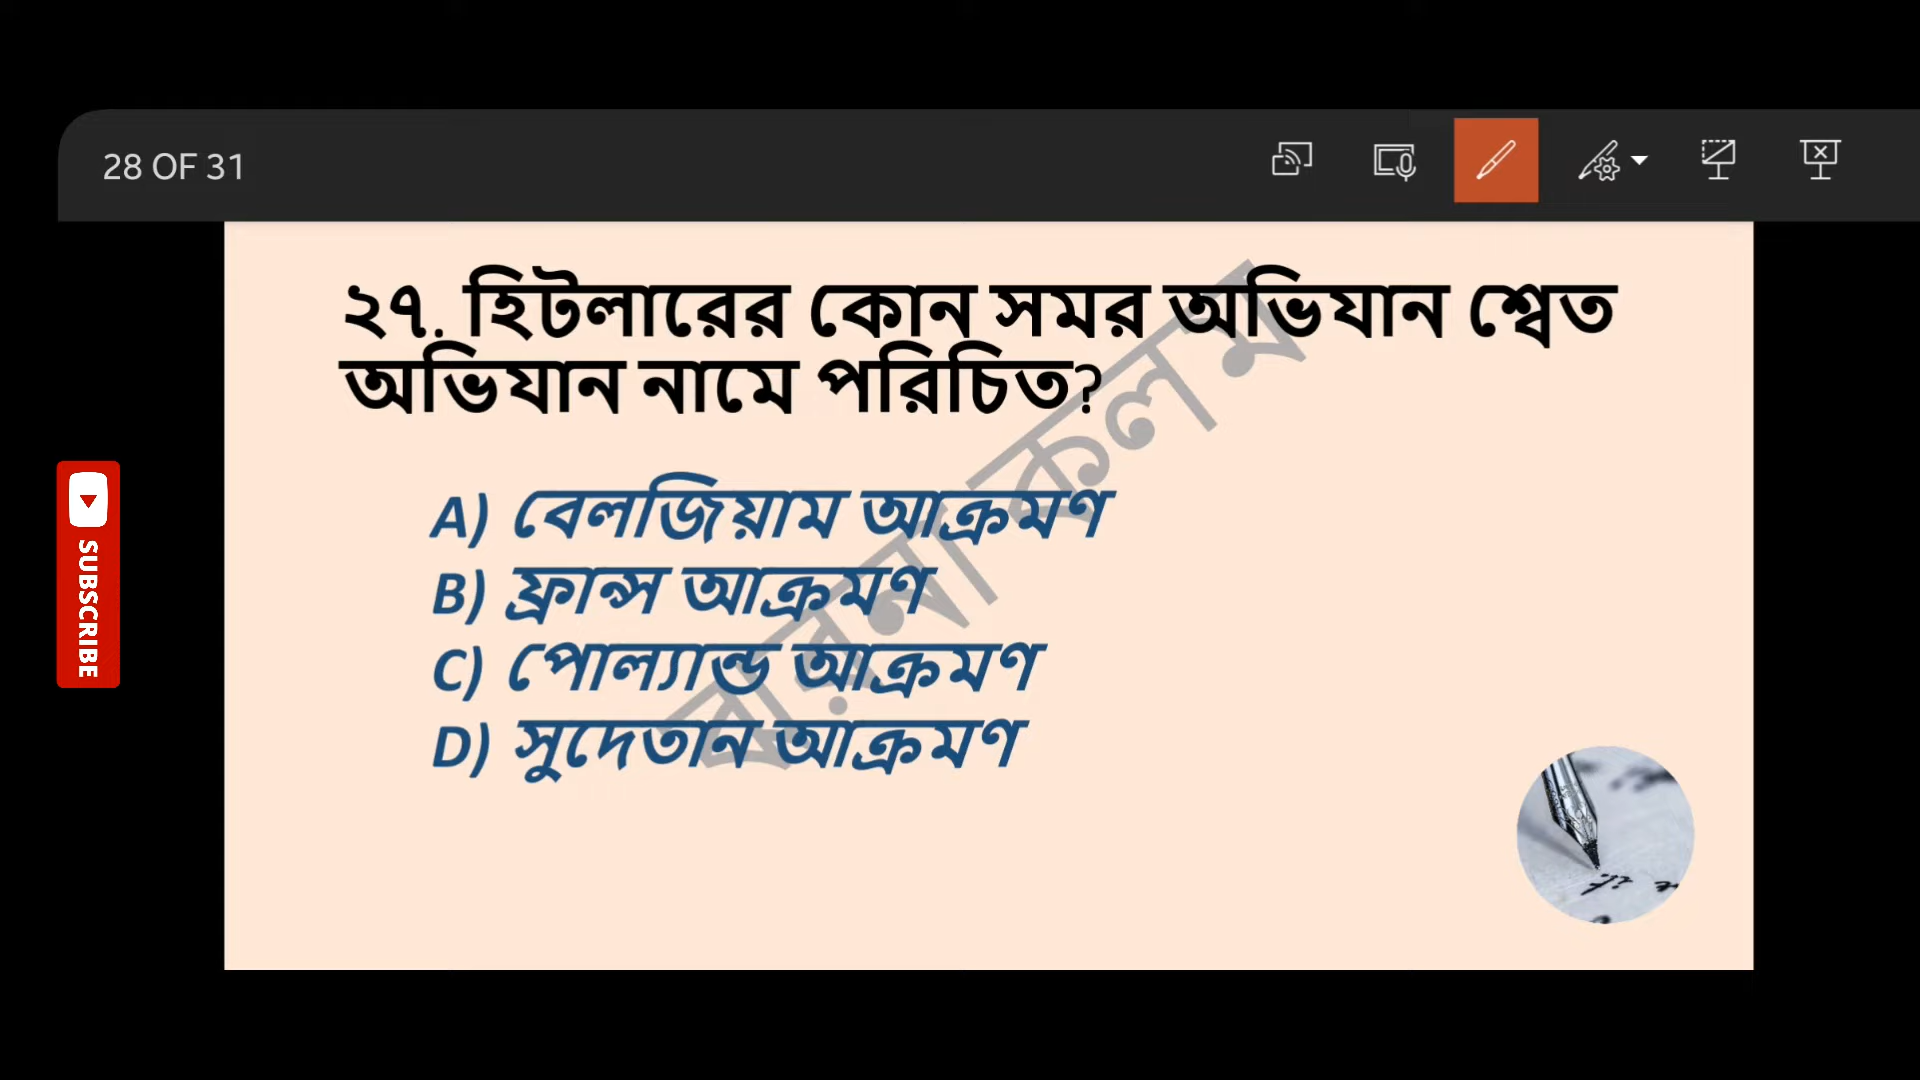 28 OF 31
২৭. হিটলারের কোন সমর অভিযান শ্বেত
অভিযান নামে পরিচিত?
A) বেলজিয়াম আক্রমণ
B) ফ্রান্স আক্রমণ
C) পোল্যান্ড আক্রমণ
D) সুদেতান আক্রমণ
SUBSCRIBE